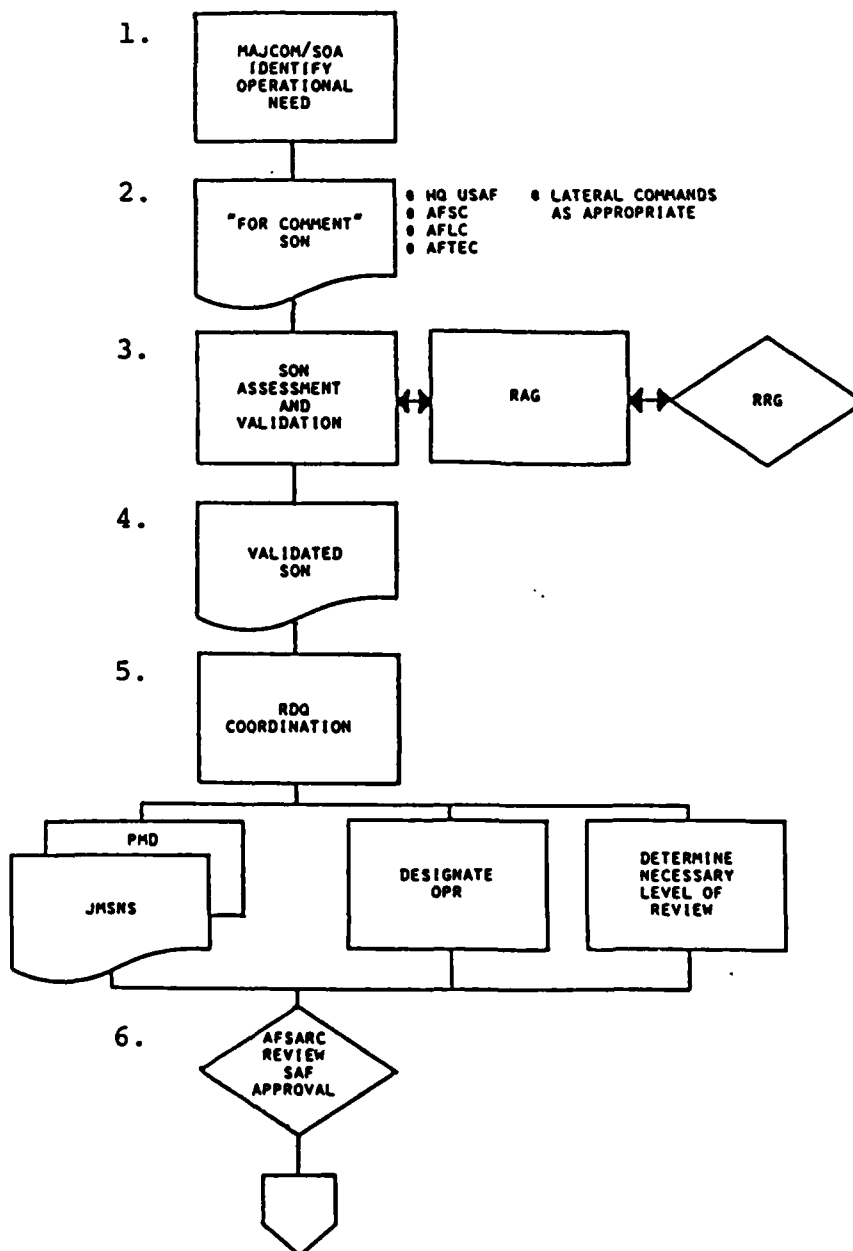 1.
MAJCOM/SOA
IDENTIFY
OPERATIONAL
NEED
2.
"FOR COMMENT"
SON
● HQ USAF
● AFSC
● AFLC
● AFTEC
● LATERAL COMMANDS
AS APPROPRIATE
3.
SON
ASSESSMENT
AND
VALIDATION
RAG
RRG
4.
VALIDATED
SON
5.
RDQ
COORDINATION
PMD
JMSNS
DESIGNATE
OPR
DETERMINE
NECESSARY
LEVEL OF
REVIEW
6.
AFSARC
REVIEW
SAF
APPROVAL